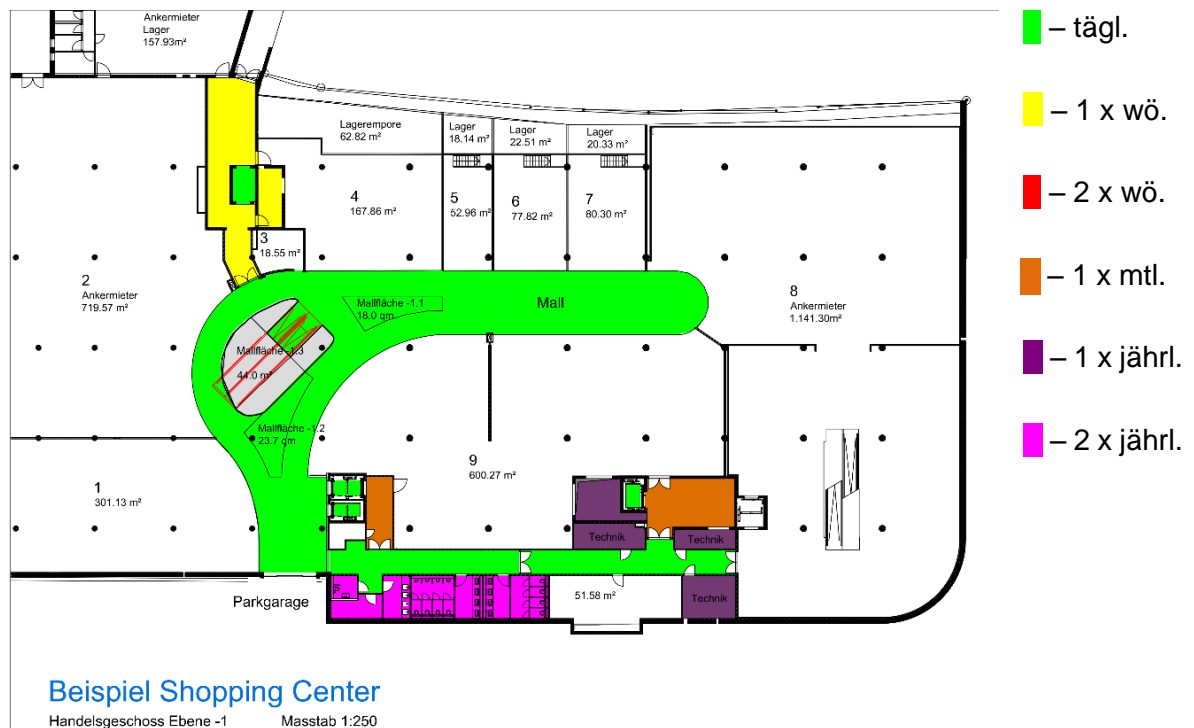 Ankermieter
Lager
157.93m²
– tägl.
– 1 x wö.
– 2 x wö.
– 1 x mtl.
– 1 x jährl.
– 2 x jährl.
Lagerempore
62.82 m²
Lager
18.14 m²
Lager
22.51 m²
Lager
20.33 m²
4
167.86 m²
5
52.96 m²
6
77.82 m²
7
80.30 m²
3
18.55 m²
2
Ankermieter
719.57 m²
8
Ankermieter
1.141.30m²
Mallfläche -1.1
18.0 qm
Mall
Mallfläche -1.3
44.0 m²
Mallfläche -1.2
23.7 qm
9
600.27 m²
1
301.13 m²
Technik
Technik
51.58 m²
Technik
Parkgarage
Beispiel Shopping Center
Handelsgeschoss Ebene -1 Masstab 1:250